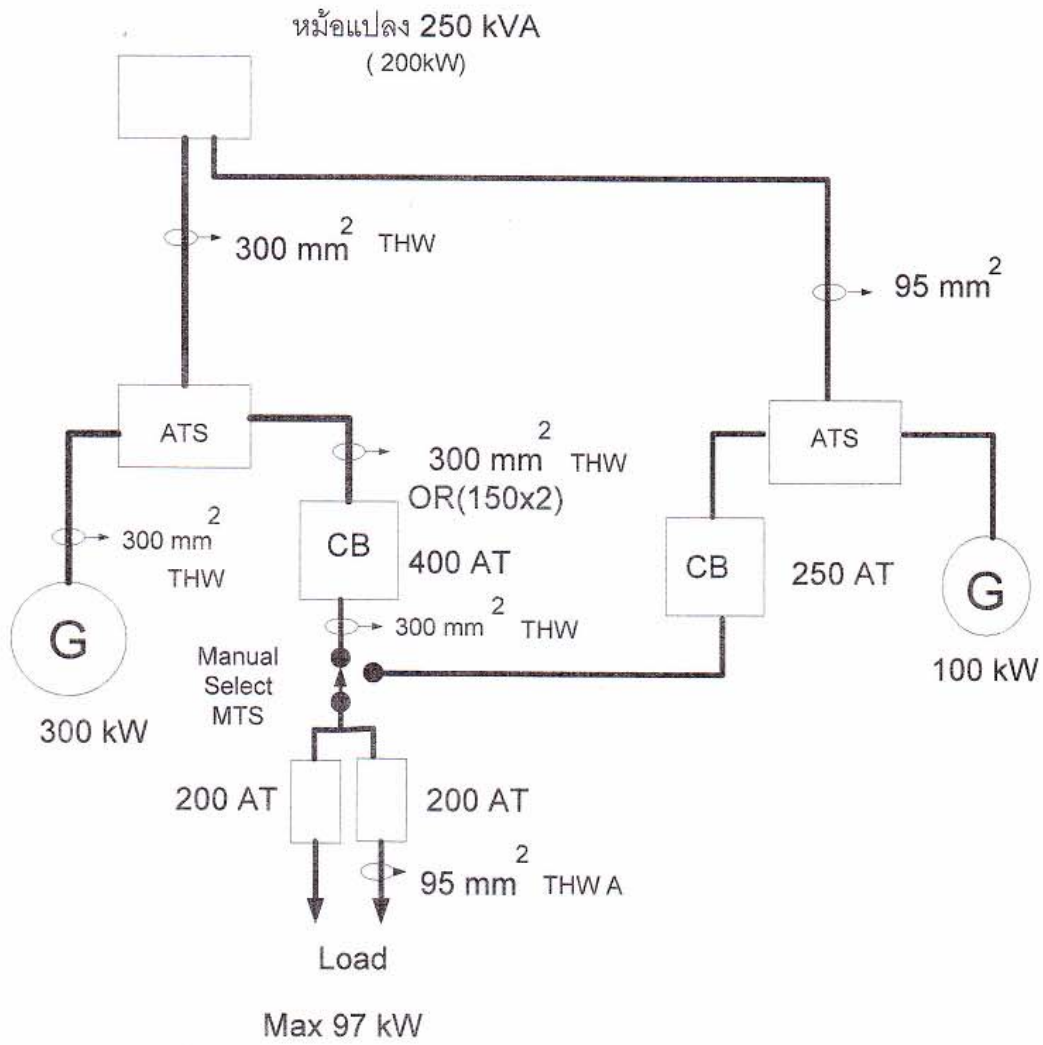 หม้อแปลง 250 kVA
( 200kW)
300 mm² THW
95 mm²
ATS
ATS
300 mm² THW
OR(150x2)
300 mm²
THW
CB
400 AT
CB
250 AT
G
G
300 mm² THW
Manual
Select
MTS
100 kW
300 kW
200 AT
200 AT
95 mm² THW A
Load
Max 97 kW